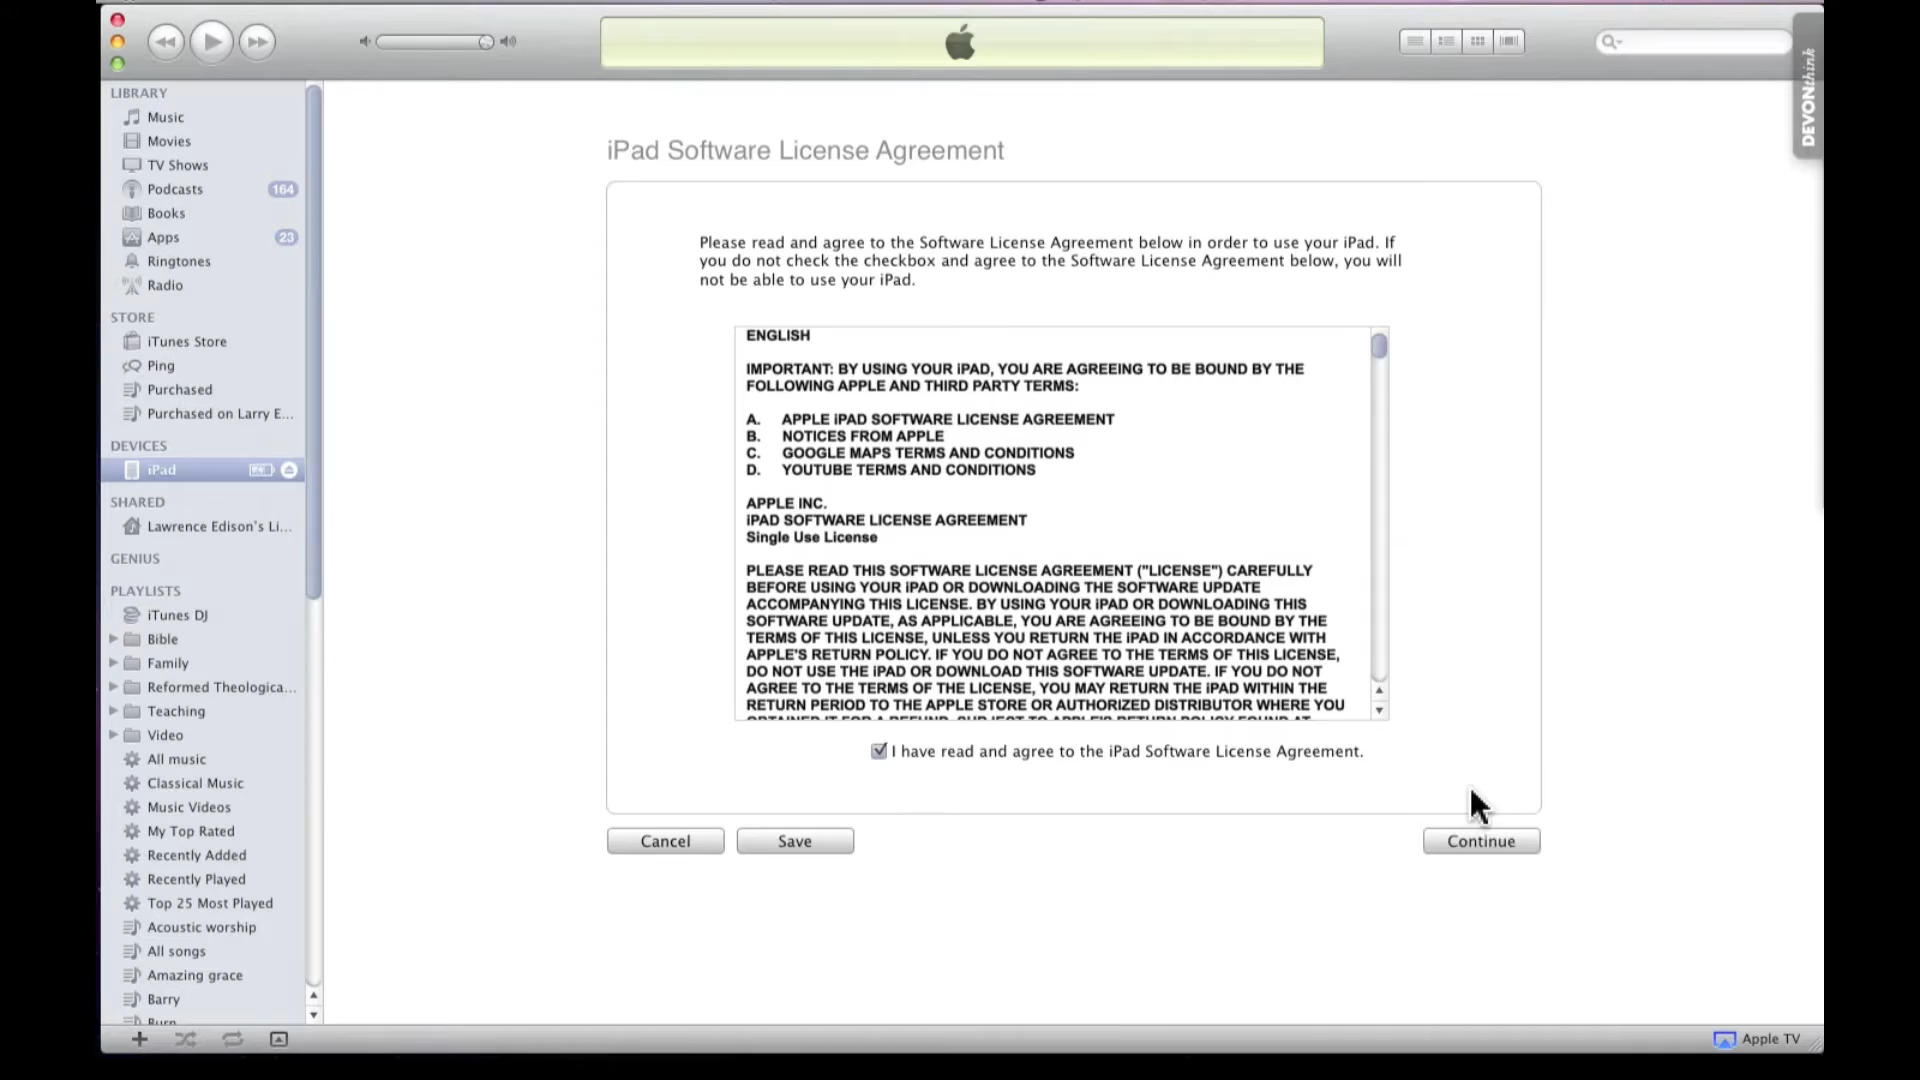 DEVONthink
LIBRARY
Music
Movies
TV Shows
Podcasts 164
Books
Apps 23
Ringtones
Radio
STORE
iTunes Store
Ping
Purchased
Purchased on Larry E...
DEVICES
iPad
SHARED
Lawrence Edison's Li...
GENIUS
PLAYLISTS
iTunes DJ
Bible
Family
Reformed Theologica...
Teaching
Video
All music
Classical Music
Music Videos
My Top Rated
Recently Added
Recently Played
Top 25 Most Played
Acoustic worship
All songs
Amazing grace
Barry
iPad Software License Agreement
Please read and agree to the Software License Agreement below in order to use your iPad. If
you do not check the checkbox and agree to the Software License Agreement below, you will
not be able to use your iPad.
ENGLISH
IMPORTANT: BY USING YOUR iPAD, YOU ARE AGREEING TO BE BOUND BY THE
FOLLOWING APPLE AND THIRD PARTY TERMS:
A. APPLE iPAD SOFTWARE LICENSE AGREEMENT
B. NOTICES FROM APPLE
C. GOOGLE MAPS TERMS AND CONDITIONS
D. YOUTUBE TERMS AND CONDITIONS
APPLE INC.
iPAD SOFTWARE LICENSE AGREEMENT
Single Use License
PLEASE READ THIS SOFTWARE LICENSE AGREEMENT ("LICENSE") CAREFULLY
BEFORE USING YOUR iPAD OR DOWNLOADING THE SOFTWARE UPDATE
ACCOMPANYING THIS LICENSE. BY USING YOUR iPAD OR DOWNLOADING THIS
SOFTWARE UPDATE, AS APPLICABLE, YOU ARE AGREEING TO BE BOUND BY THE
TERMS OF THIS LICENSE, UNLESS YOU RETURN THE iPAD IN ACCORDANCE WITH
APPLE'S RETURN POLICY. IF YOU DO NOT AGREE TO THE TERMS OF THIS LICENSE,
DO NOT USE THE iPAD OR DOWNLOAD THIS SOFTWARE UPDATE. IF YOU DO NOT
AGREE TO THE TERMS OF THE LICENSE, YOU MAY RETURN THE iPAD WITHIN THE
RETURN PERIOD TO THE APPLE STORE OR AUTHORIZED DISTRIBUTOR WHERE YOU
I have read and agree to the iPad Software License Agreement.
Cancel Save Continue
Apple TV